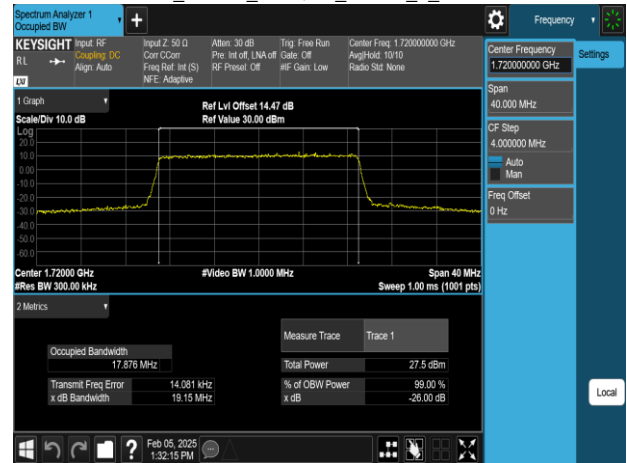 Spectrum Analyzer 1
Occupied BW
Frequency
KEYSIGHT
RL
LXI
Input: RF
Coupling: DC
Align: Auto
Input Z: 50 Ω
Corr CCorr
Freq Ref: Int (S)
NFE: Adaptive
Atten: 30 dB
Pre: Int off, LNA off
RF Presel: Off
Trig: Free Run
Gate: Off
#IF Gain: Low
Center Freq: 1.720000000 GHz
Avg|Hold: 10/10
Radio Std: None
Center Frequency
1.720000000 GHz
Settings
Span
40.000 MHz
CF Step
4.000000 MHz
Auto
Man
Freq Offset
0 Hz
1 Graph
Scale/Div 10.0 dB
Ref Lvl Offset 14.47 dB
Ref Value 30.00 dBm
Log
20.0
10.0
0.00
-10.0
-20.0
-30.0
-40.0
-50.0
-60.0
Center 1.72000 GHz
#Res BW 300.00 kHz
#Video BW 1.0000 MHz
Span 40 MHz
Sweep 1.00 ms (1001 pts)
2 Metrics
Measure Trace Trace 1
Occupied Bandwidth
17.876 MHz
Total Power 27.5 dBm
Transmit Freq Error 14.081 kHz
% of OBW Power 99.00 %
x dB Bandwidth 19.15 MHz
x dB -26.00 dB
Local
?
Feb 05, 2025
1:32:15 PM